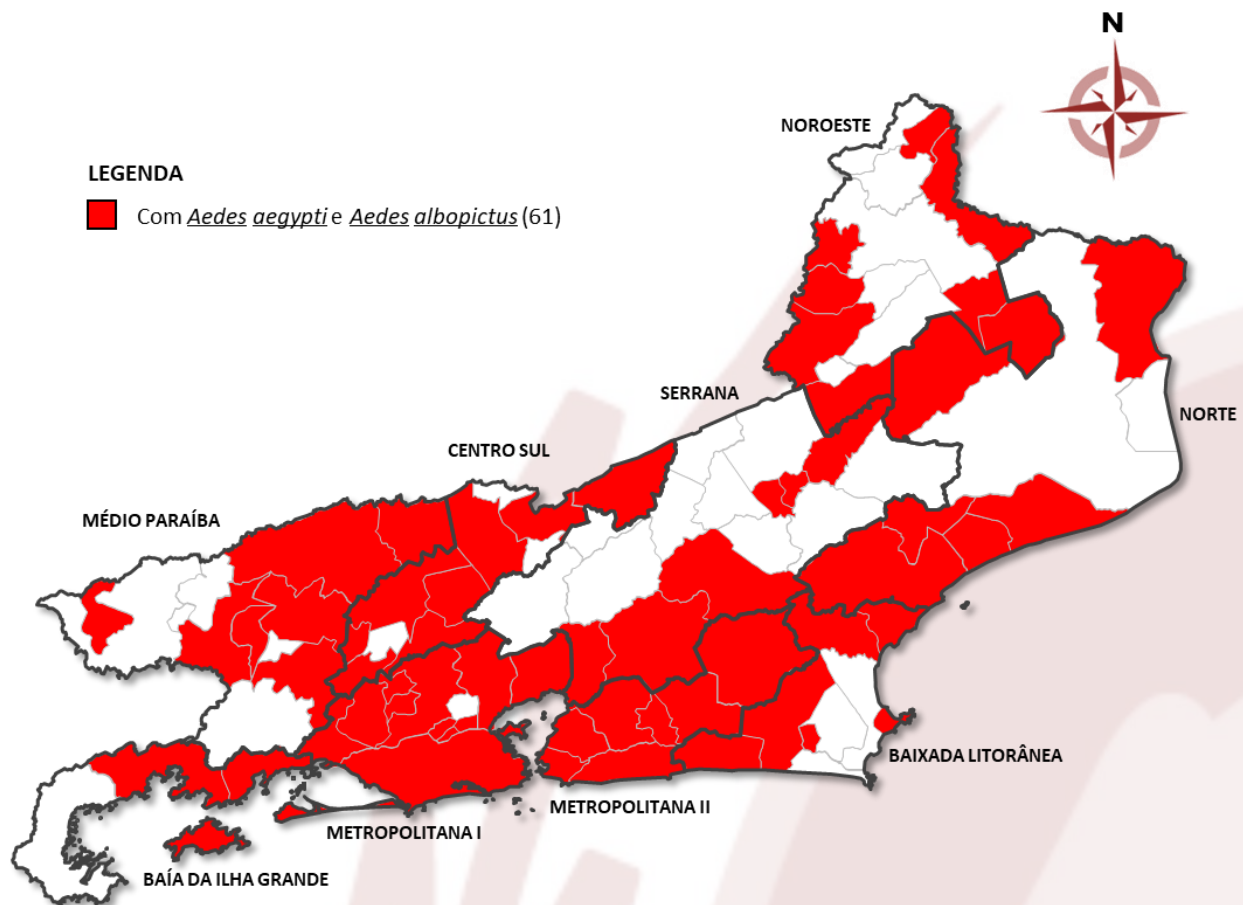 N
NOROESTE
LEGENDA
Com Aedes aegypti e Aedes albopictus (61)
SERRANA
NORTE
CENTRO SUL
MÉDIO PARAÍBA
BAIXADA LITORÂNEA
METROPOLITANA II
METROPOLITANA I
BAÍA DA ILHA GRANDE